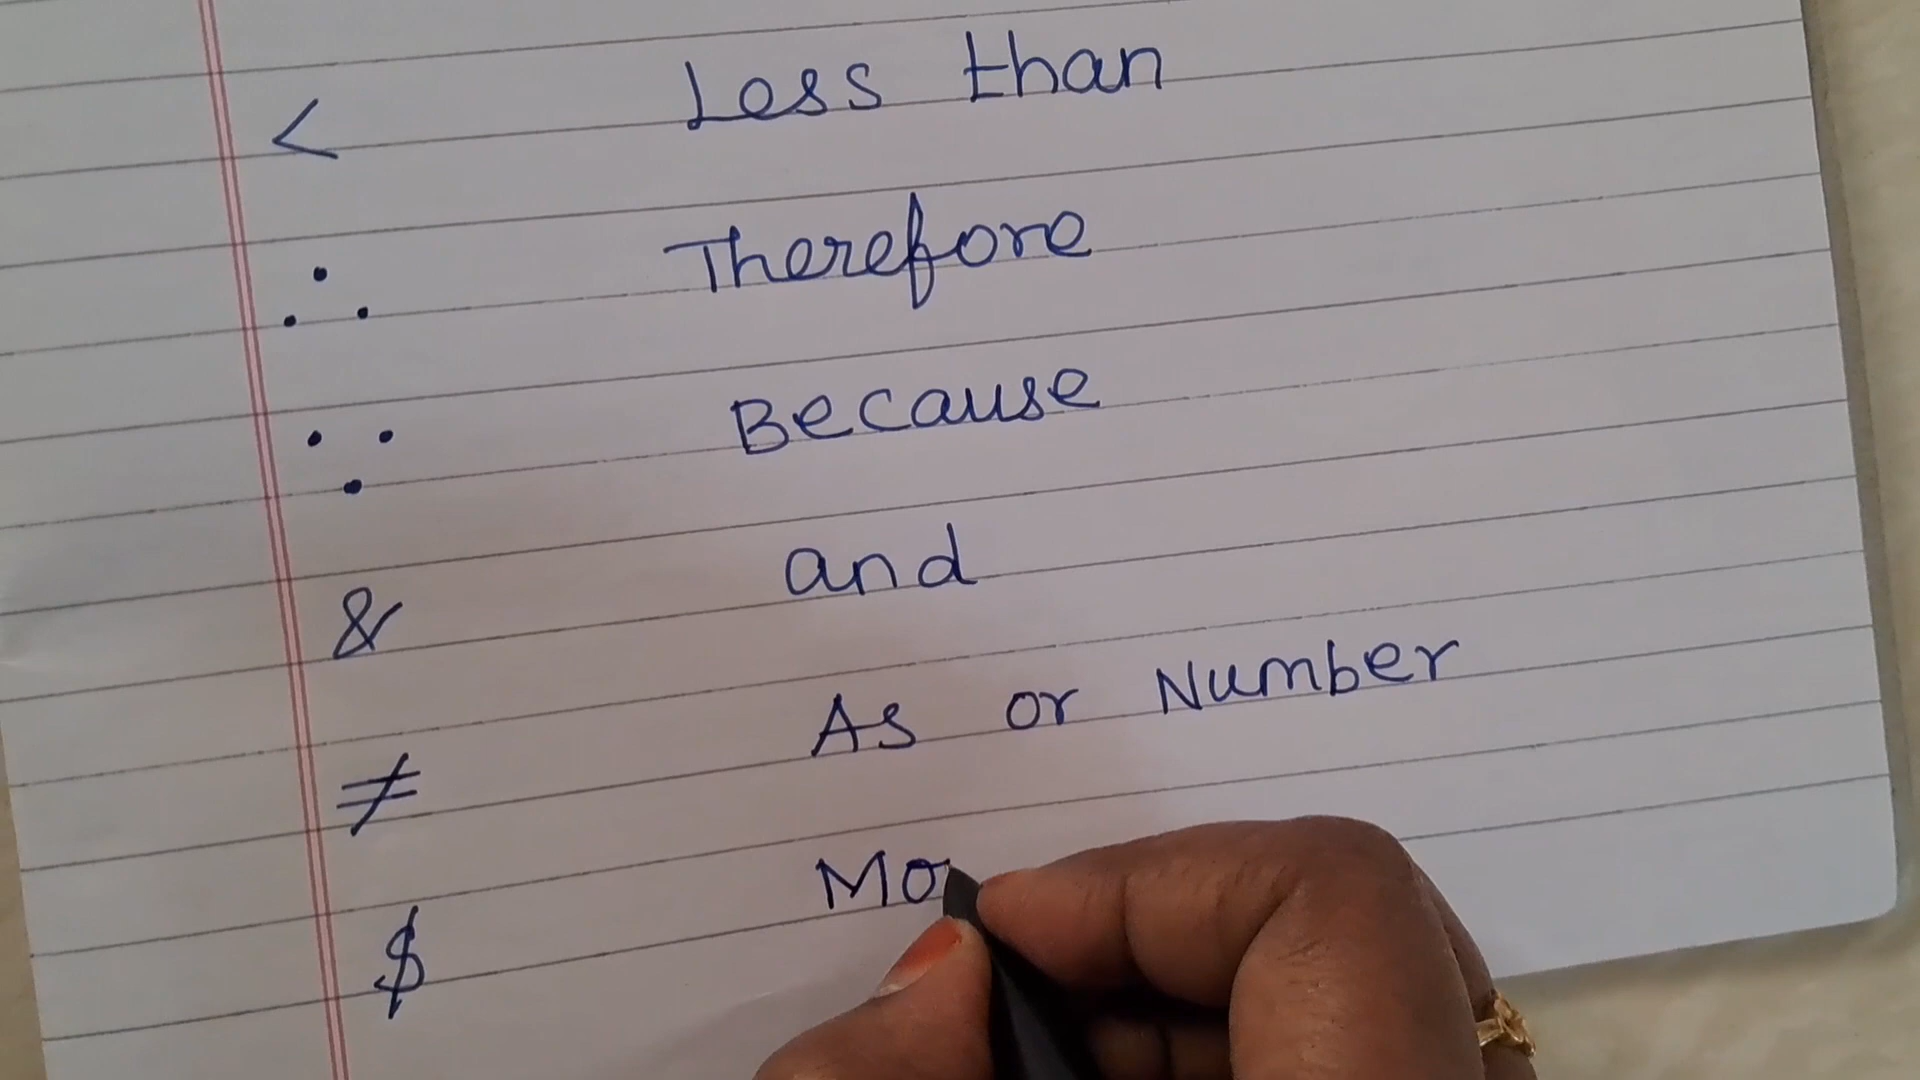 < Less than
∴ Therefore
∵ Because
& and
≠ As or Number
$ Mo